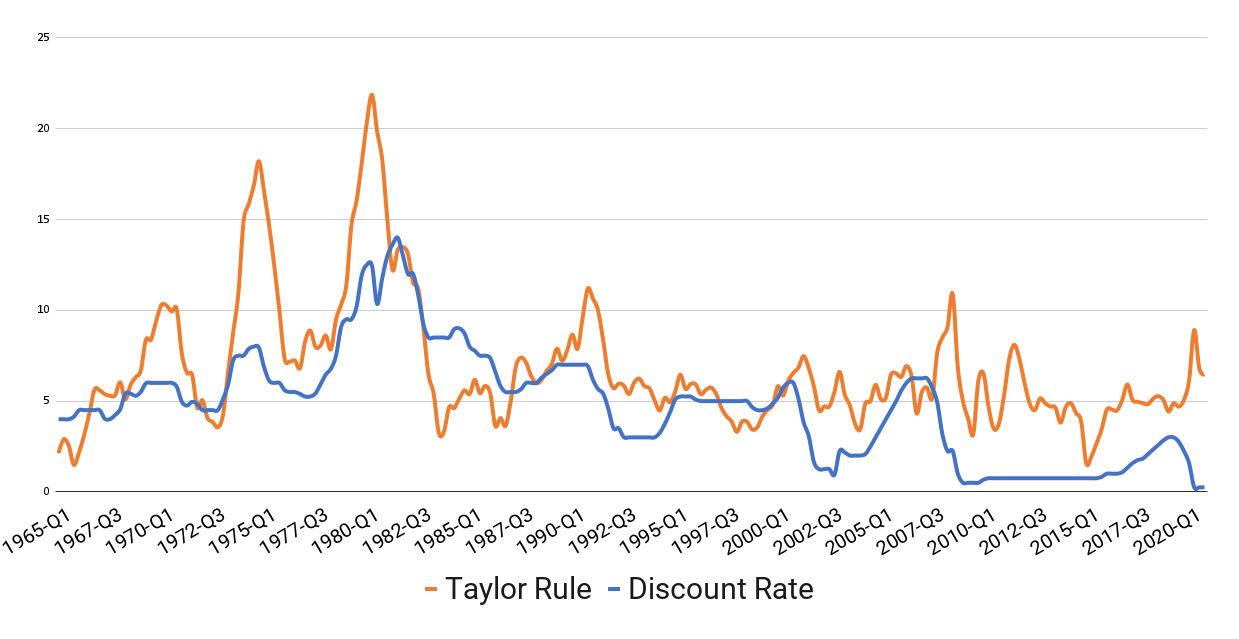 25
20
15
10
5
0
1965-Q1
1967-Q3
1970-Q1
1972-Q3
1975-Q1
1977-Q3
1980-Q1
1982-Q3
1985-Q1
1987-Q3
1990-Q1
1992-Q3
1995-Q1
1997-Q3
2000-Q1
2002-Q3
2005-Q1
2007-Q3
2010-Q1
2012-Q3
2015-Q1
2017-Q3
2020-Q1
Taylor Rule Discount Rate